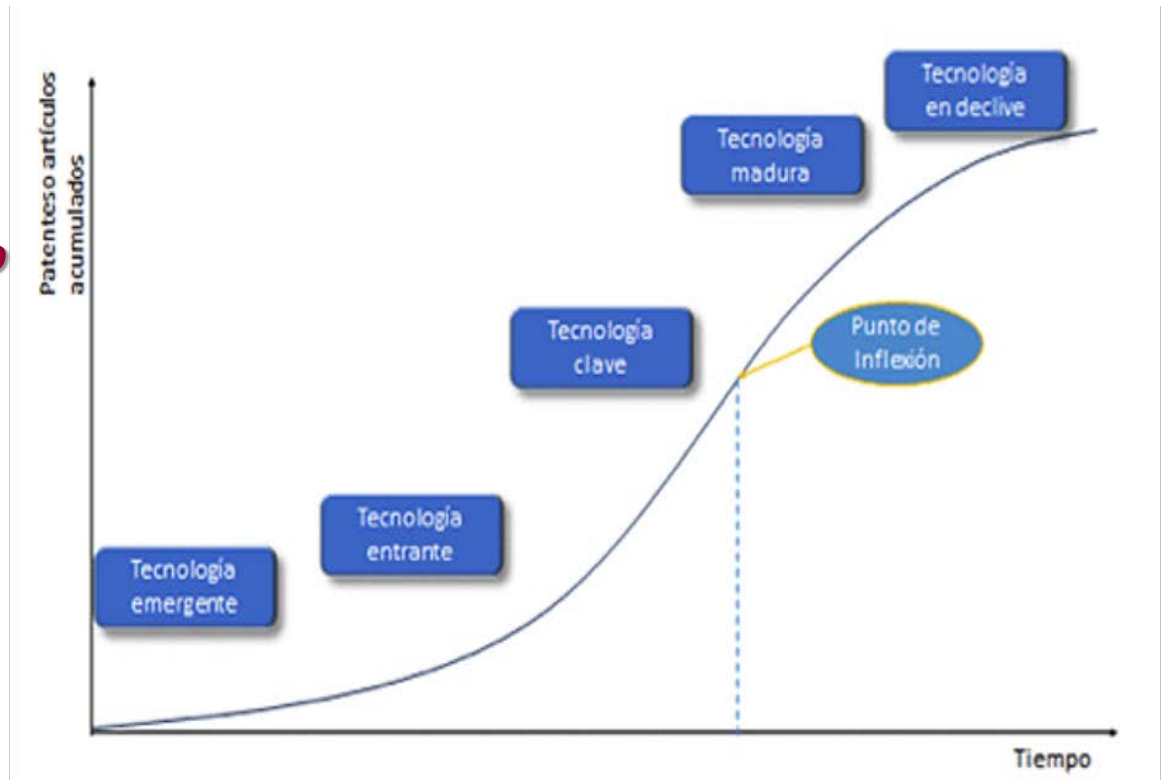 Patenteso artículos
acumulados
Tecnología
emergente
Tecnología
entrante
Tecnología
clave
Tecnología
madura
Tecnología
en declive
Punto de
Inflexión
Tiempo